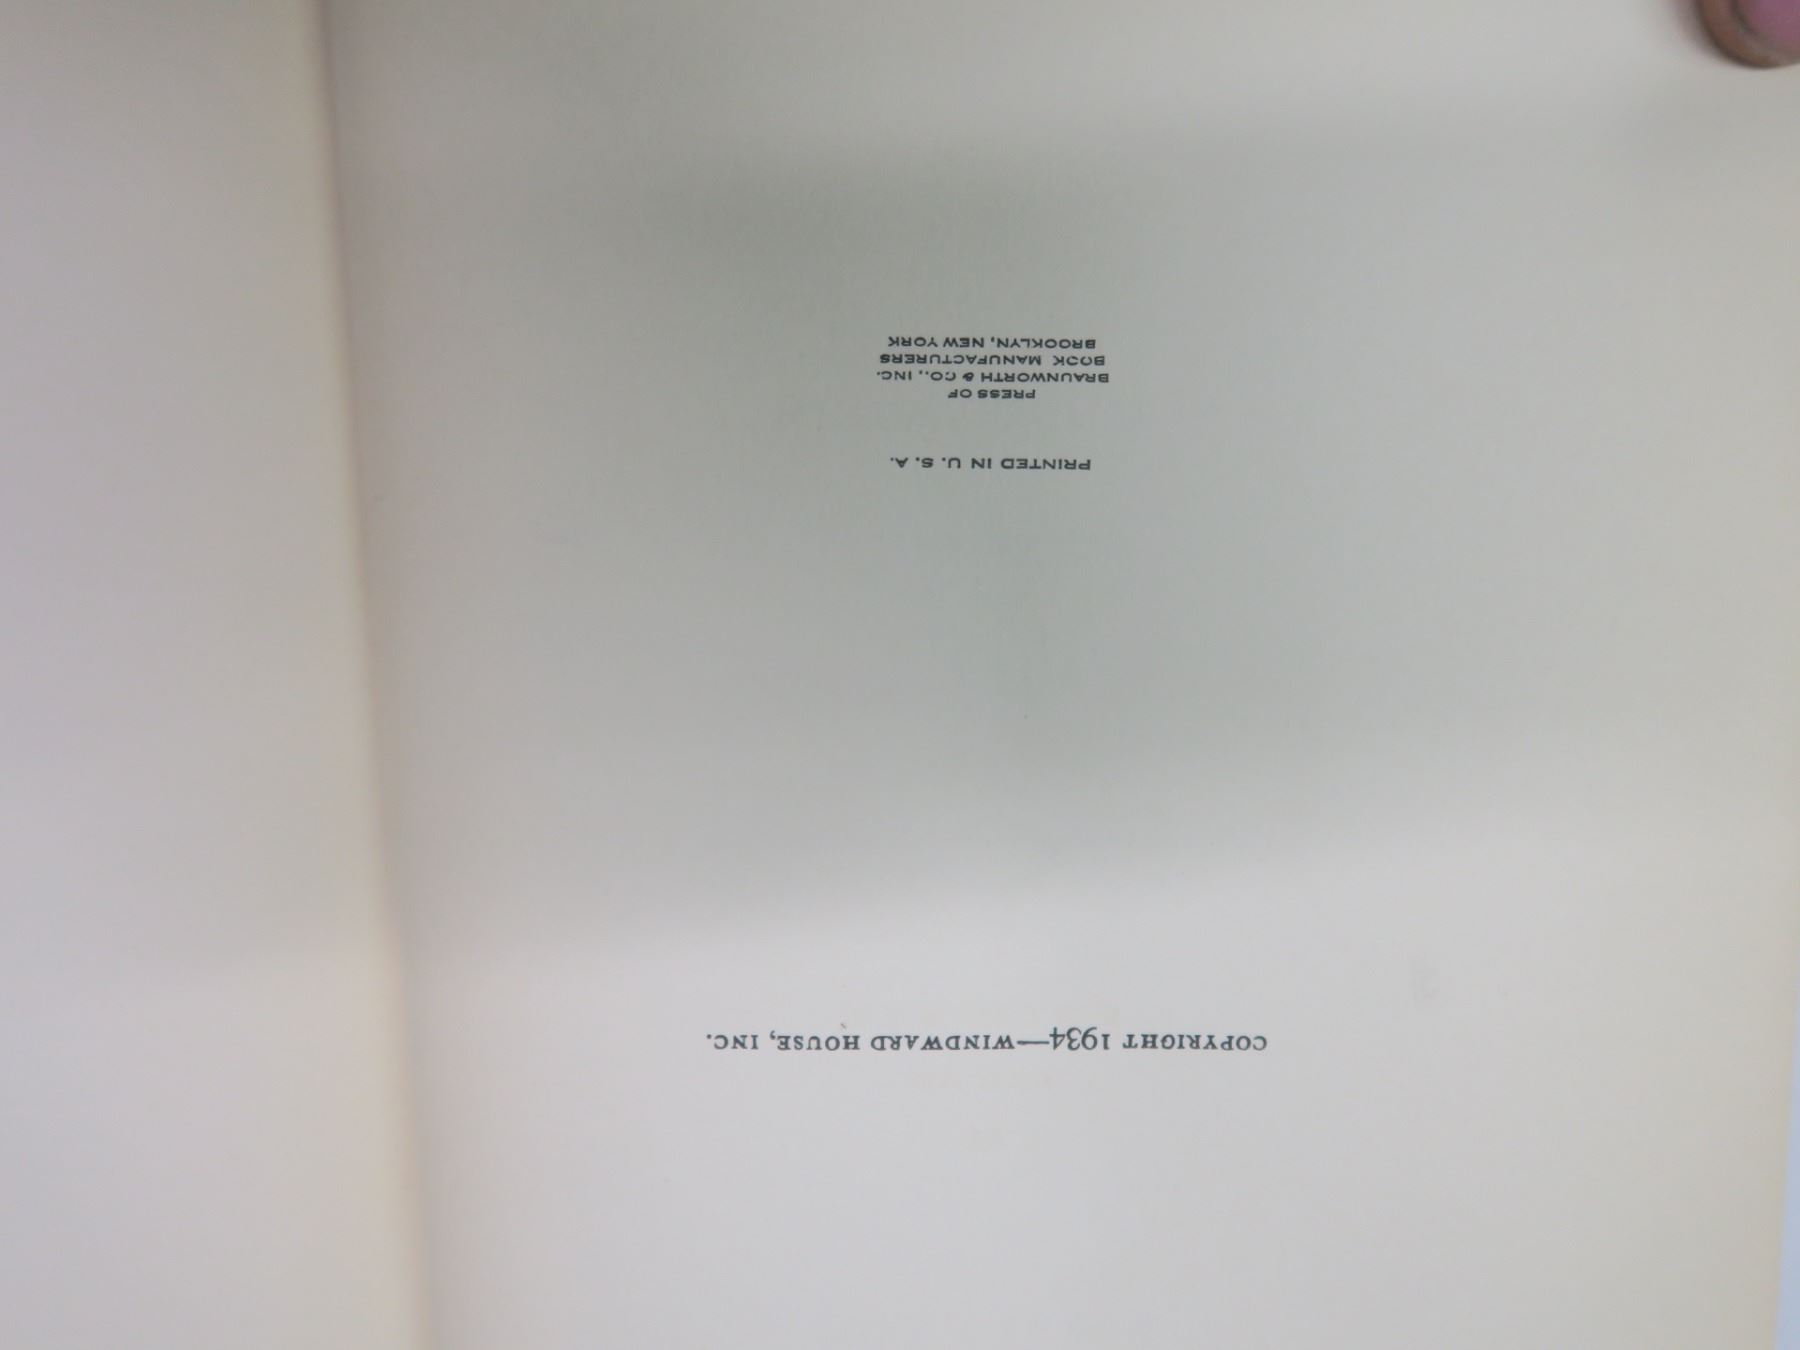 COPYRIGHT 1934—WINDWARD HOUSE, INC.
PRINTED IN U. S. A.
PRESS OF
BRAUNWORTH & CO., INC.
BOOK MANUFACTURERS
BROOKLYN, NEW YORK